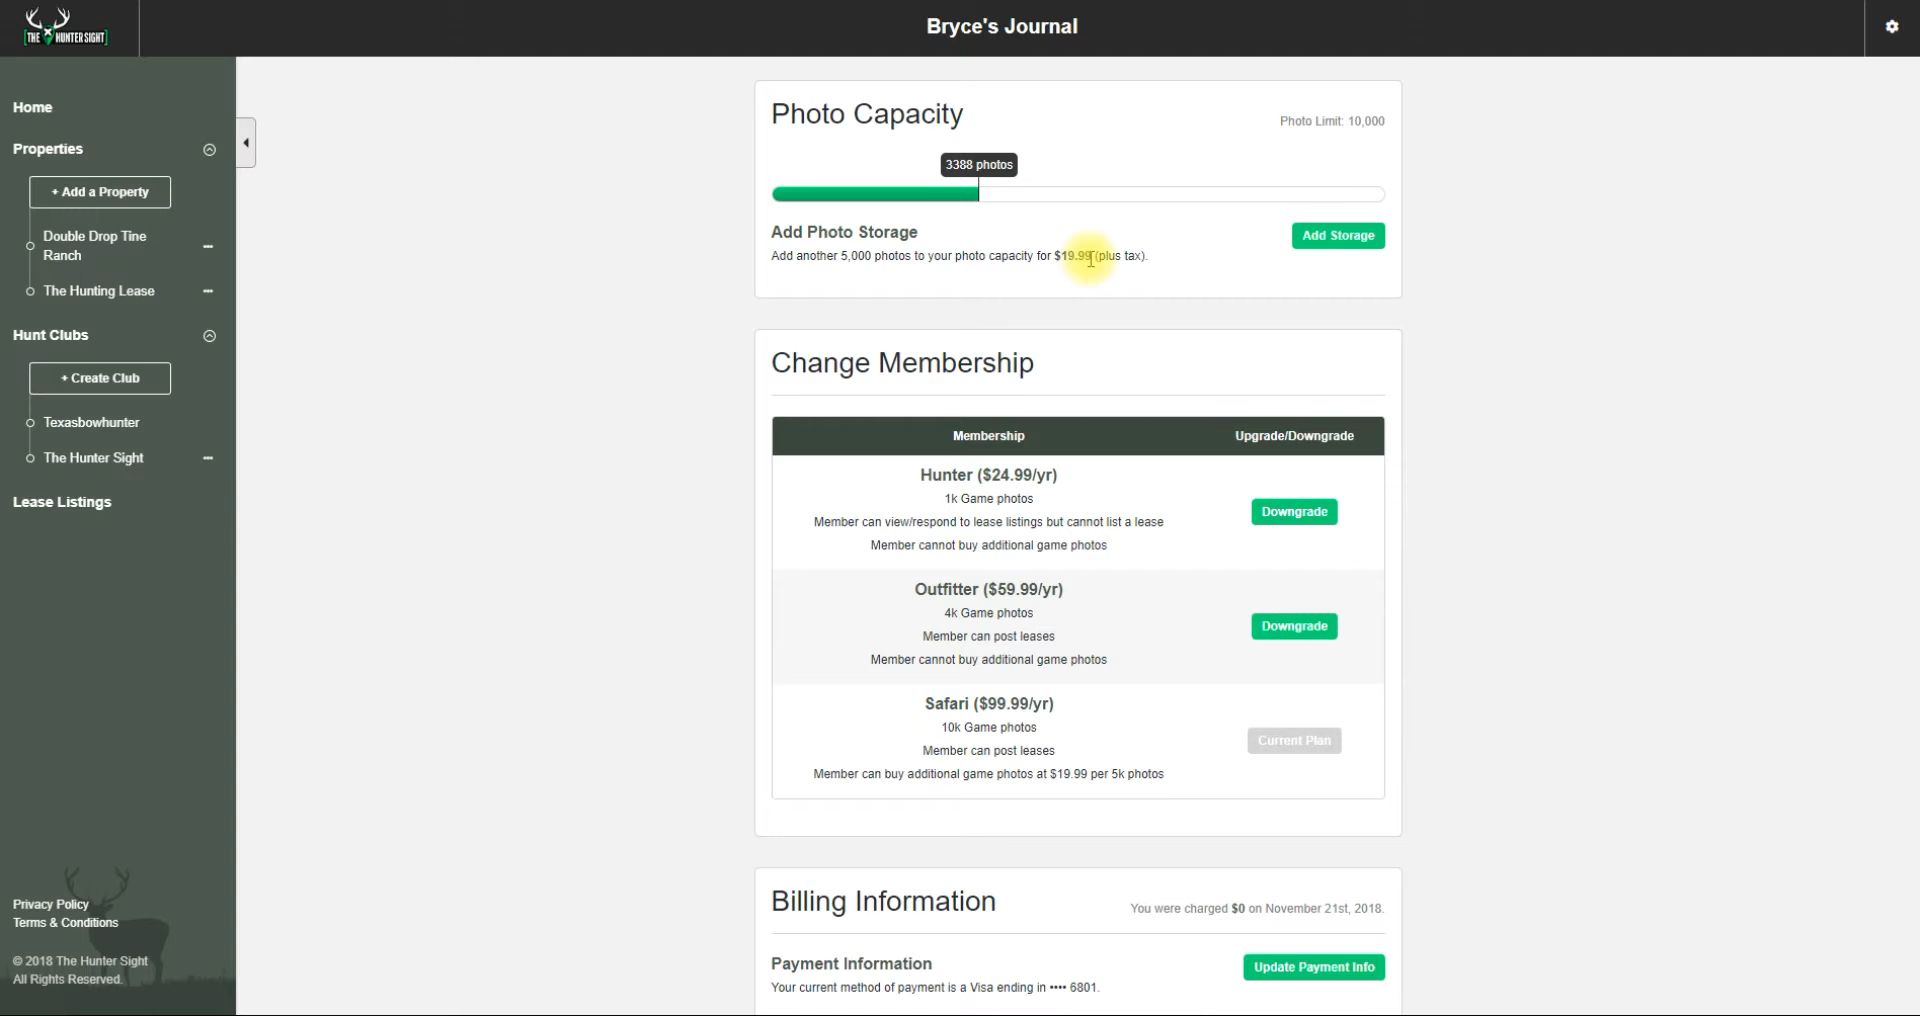 THE HUNTER SIGHT
Bryce's Journal
Home
Properties
+ Add a Property
Double Drop Tine
Ranch
The Hunting Lease
Hunt Clubs
+ Create Club
Texasbowhunter
The Hunter Sight
Lease Listings
Privacy Policy
Terms & Conditions
© 2018 The Hunter Sight
All Rights Reserved.
Photo Capacity
Photo Limit: 10,000
3388 photos
Add Photo Storage
Add Storage
Add another 5,000 photos to your photo capacity for $19.99 (plus tax).
Change Membership
Membership Upgrade/Downgrade
Hunter ($24.99/yr)
1k Game photos
Member can view/respond to lease listings but cannot list a lease
Member cannot buy additional game photos
Downgrade
Outfitter ($59.99/yr)
4k Game photos
Member can post leases
Member cannot buy additional game photos
Downgrade
Safari ($99.99/yr)
10k Game photos
Member can post leases
Member can buy additional game photos at $19.99 per 5k photos
Current Plan
Billing Information
You were charged $0 on November 21st, 2018.
Payment Information
Update Payment Info
Your current method of payment is a Visa ending in •••• 6801.